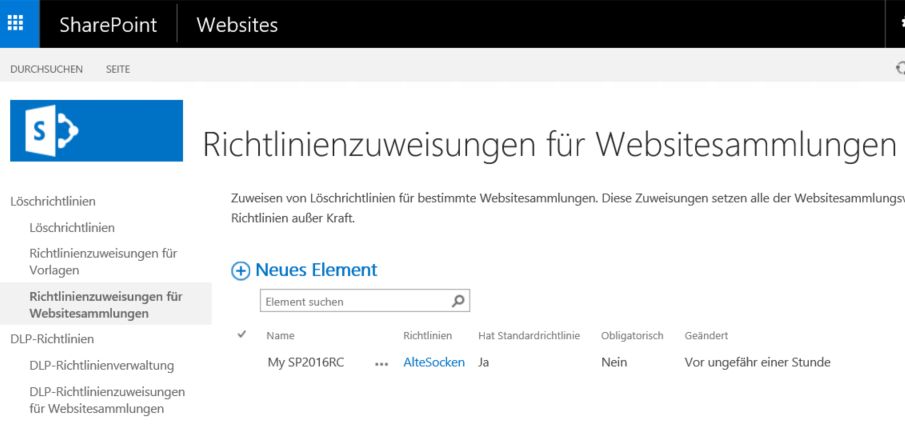 SharePoint Websites
DURCHSUCHEN SEITE
S
Richtlinienzuweisungen für Websitesammlungen
Zuweisen von Löschrichtlinien für bestimmte Websitesammlungen. Diese Zuweisungen setzen alle der Websitesammlungsv
Richtlinien außer Kraft.
Löschrichtlinien
Löschrichtlinien
Richtlinienzuweisungen für
Vorlagen
Richtlinienzuweisungen für
Websitesammlungen
DLP-Richtlinien
DLP-Richtlinienverwaltung
DLP-Richtlinienzuweisungen
für Websitesammlungen
Neues Element
Element suchen
Name Richtlinien Hat Standardrichtlinie Obligatorisch Geändert
My SP2016RC ... AlteSocken Ja Nein Vor ungefähr einer Stunde